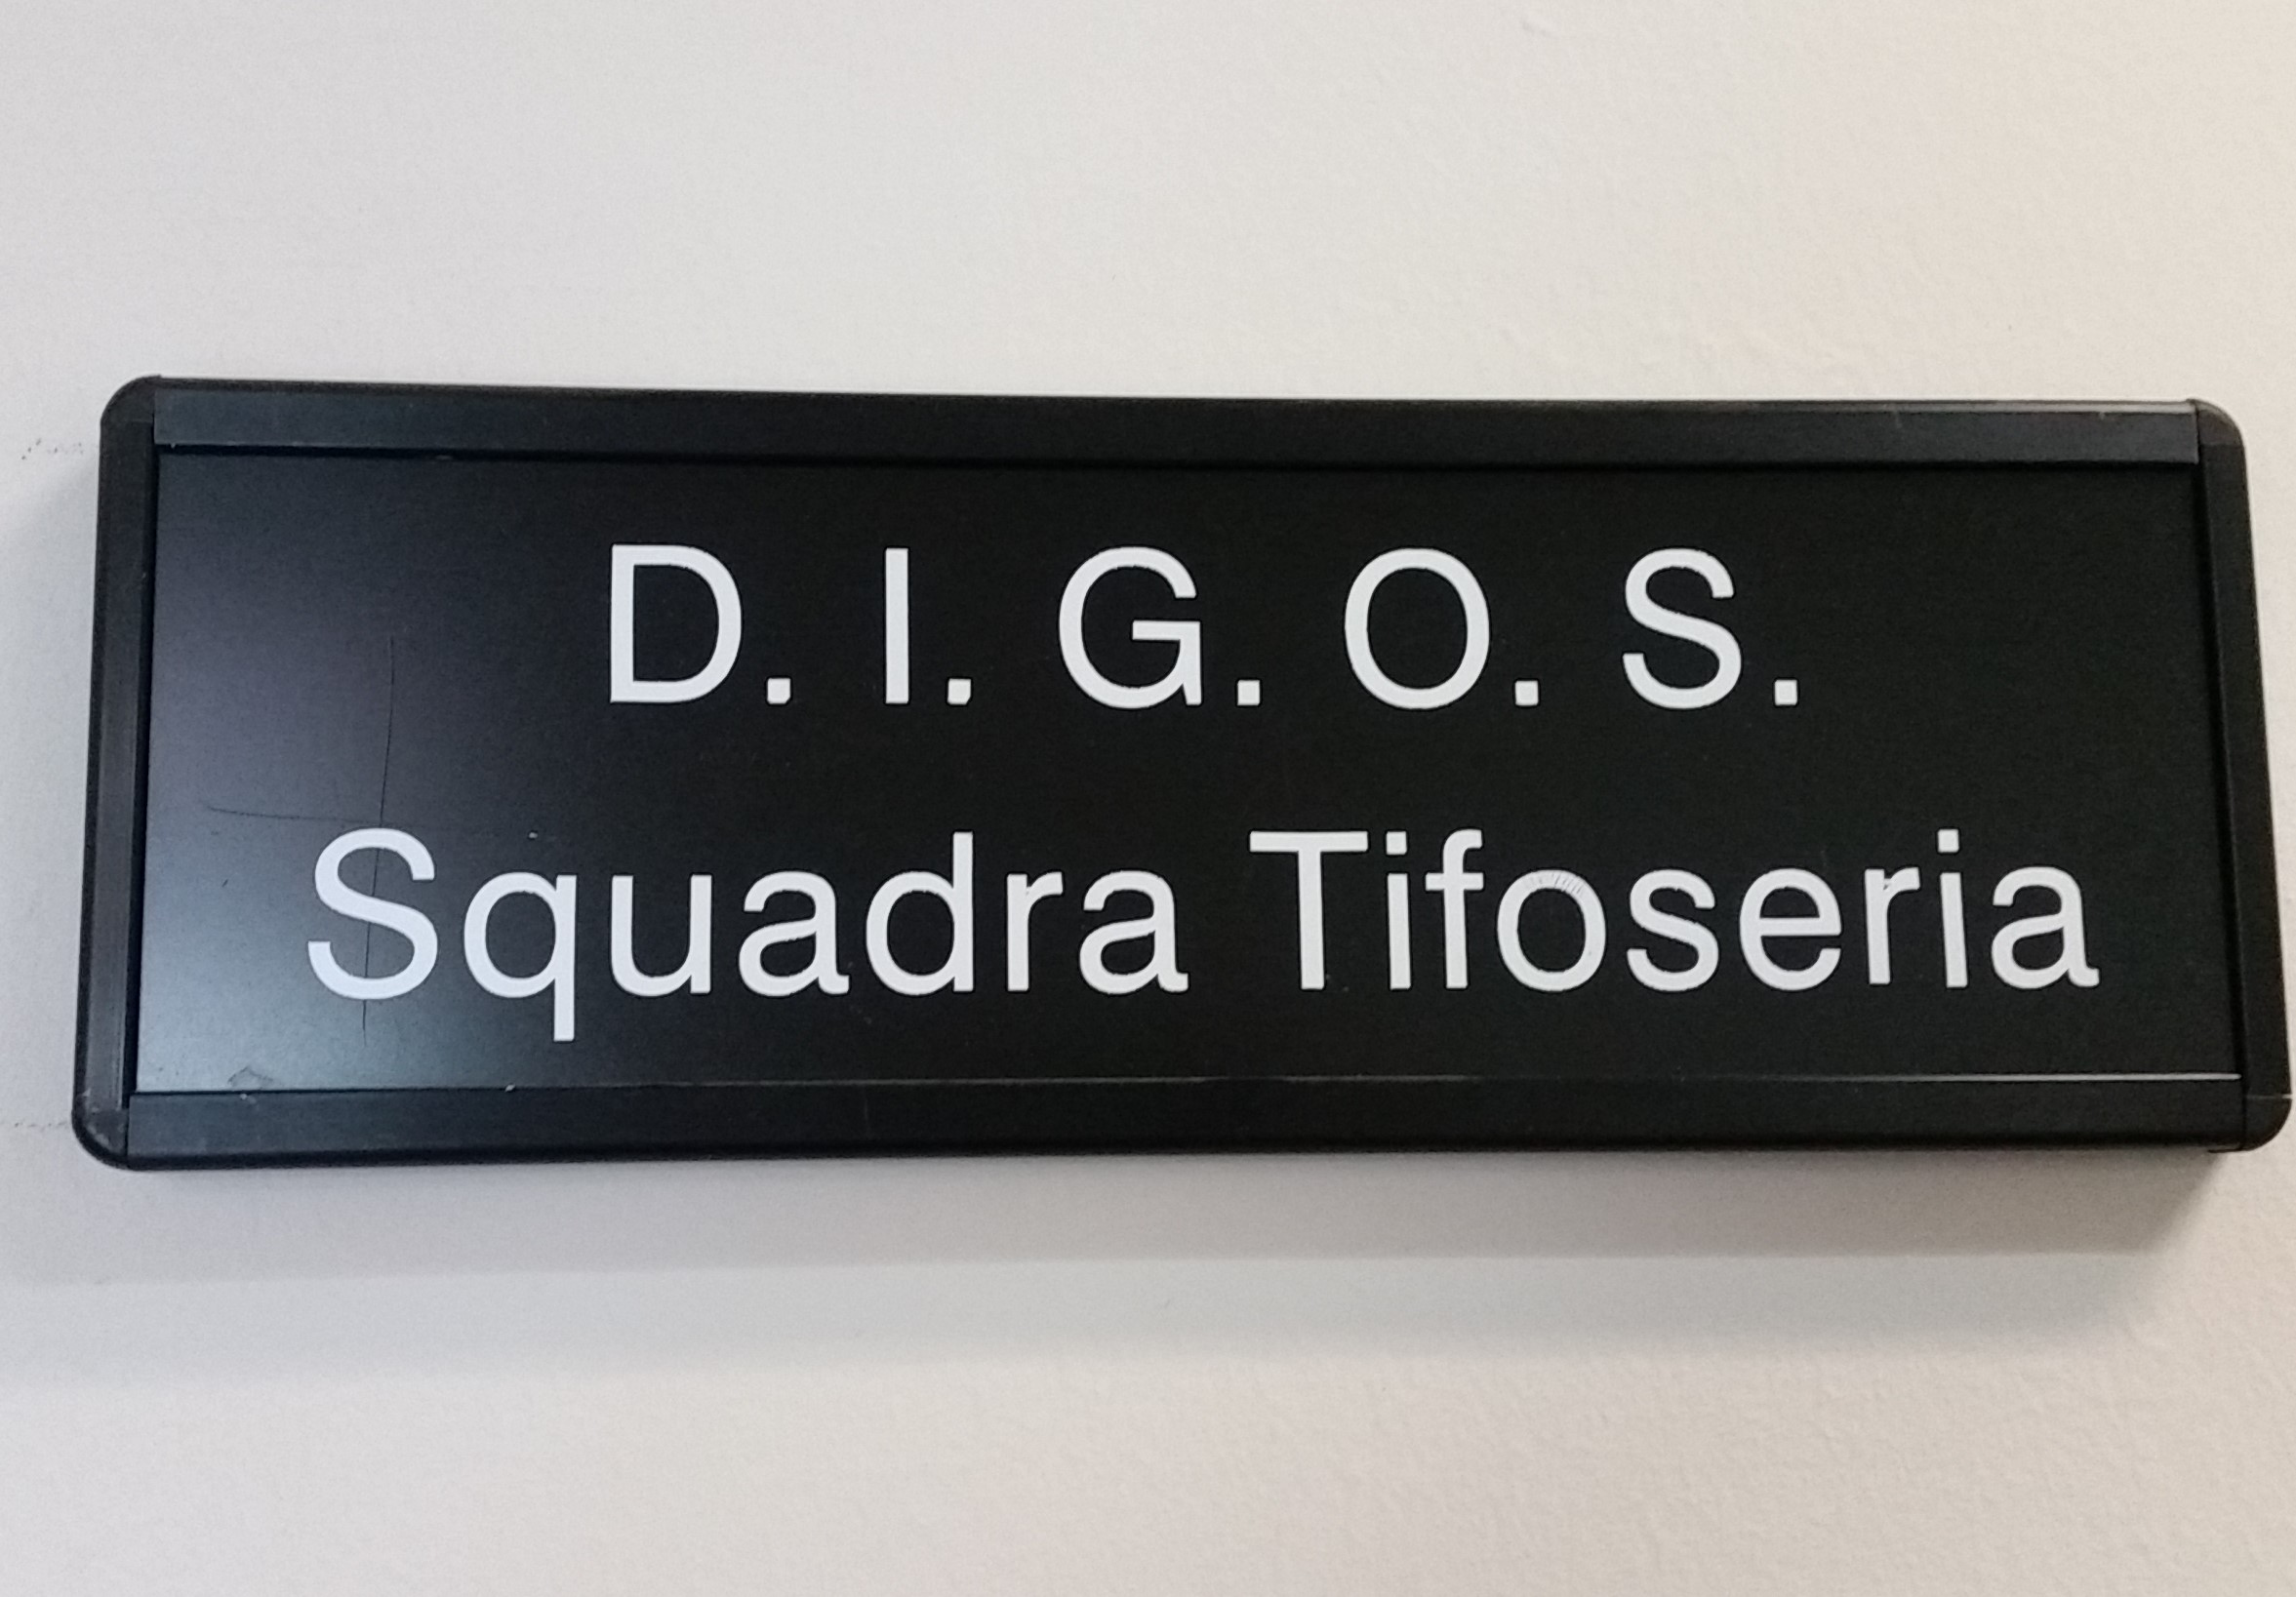 D. I. G. O. S.
Squadra Tifoseria